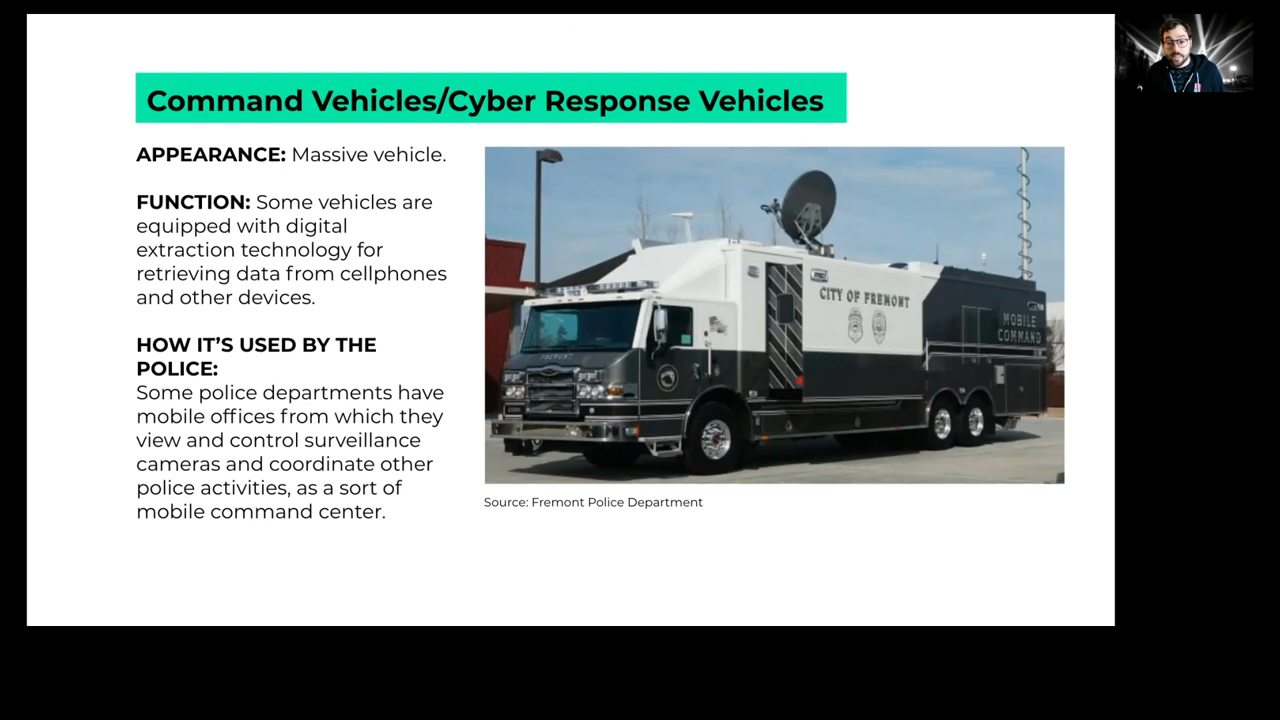 Command Vehicles/Cyber Response Vehicles
APPEARANCE: Massive vehicle.
FUNCTION: Some vehicles are
equipped with digital
extraction technology for
retrieving data from cellphones
and other devices.
HOW IT’S USED BY THE
POLICE:
Some police departments have
mobile offices from which they
view and control surveillance
cameras and coordinate other
police activities, as a sort of
mobile command center.
CITY OF FREMONT
MOBILE
COMMAND
FREMONT
Source: Fremont Police Department